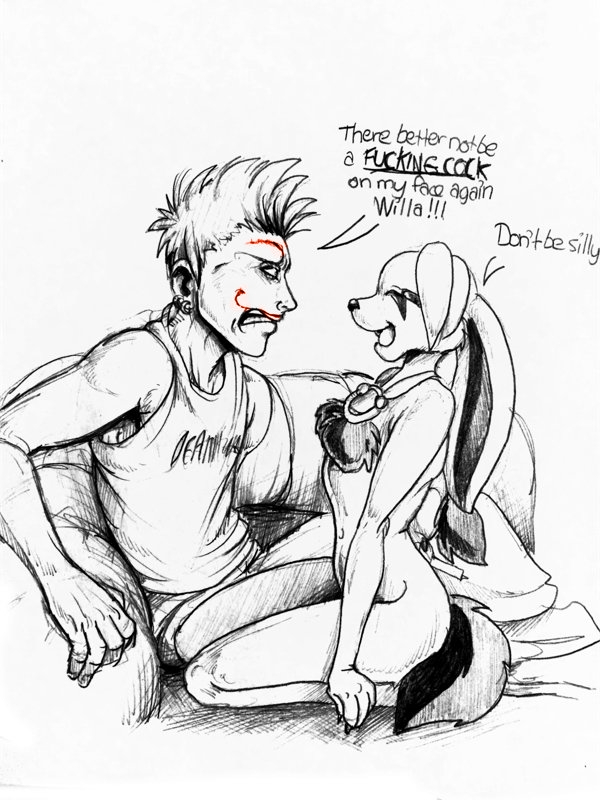 There better not be
a FUCKING COCK
on my face again
Willa!!!
Don't be silly